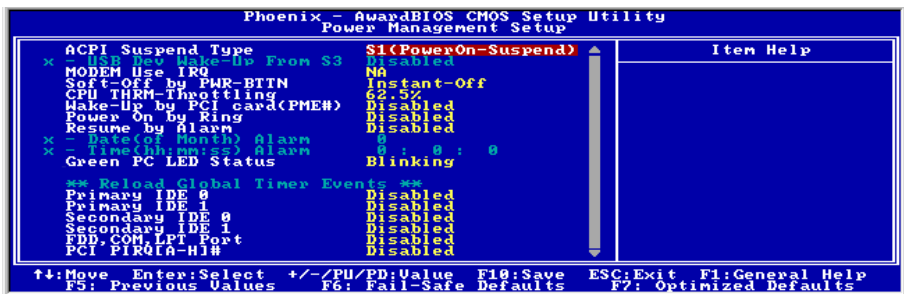 Phoenix - AwardBIOS CMOS Setup Utility
Power Management Setup
ACPI Suspend Type S1(PowerOn-Suspend) Item Help
x - USB Dev Wake-Up From S3 Disabled
MODEM Use IRQ NA
Soft-Off by PWR-BTTN Instant-Off
CPU THRM-Throttling 62.5%
Wake-Up by PCI card(PME#) Disabled
Power On by Ring Disabled
Resume by Alarm Disabled
x - Date(of Month) Alarm 0
x - Time(hh:mm:ss) Alarm 0 : 0 : 0
Green PC LED Status Blinking
** Reload Global Timer Events **
Primary IDE 0 Disabled
Primary IDE 1 Disabled
Secondary IDE 0 Disabled
Secondary IDE 1 Disabled
FDD,COM,LPT Port Disabled
PCI PIRQ[A-H]# Disabled
↑↓:Move Enter:Select +/-/PU/PD:Value F10:Save ESC:Exit F1:General Help
F5: Previous Values F6: Fail-Safe Defaults F7: Optimized Defaults